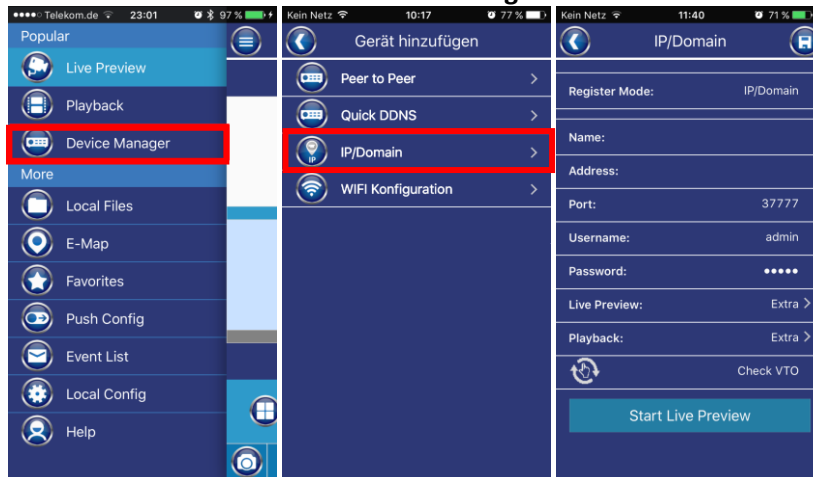 Telekom.de 23:01 97 %
Popular
Live Preview
Playback
Device Manager
More
Local Files
E-Map
Favorites
Push Config
Event List
Local Config
Help
Kein Netz 10:17 77 %
Gerät hinzufügen
Peer to Peer
Quick DDNS
IP
IP/Domain
WIFI Konfiguration
Kein Netz 11:40 71 %
IP/Domain
Register Mode: IP/Domain
Name:
Address:
Port: 37777
Username: admin
Password: •••••
Live Preview: Extra
Playback: Extra
Check VTO
Start Live Preview